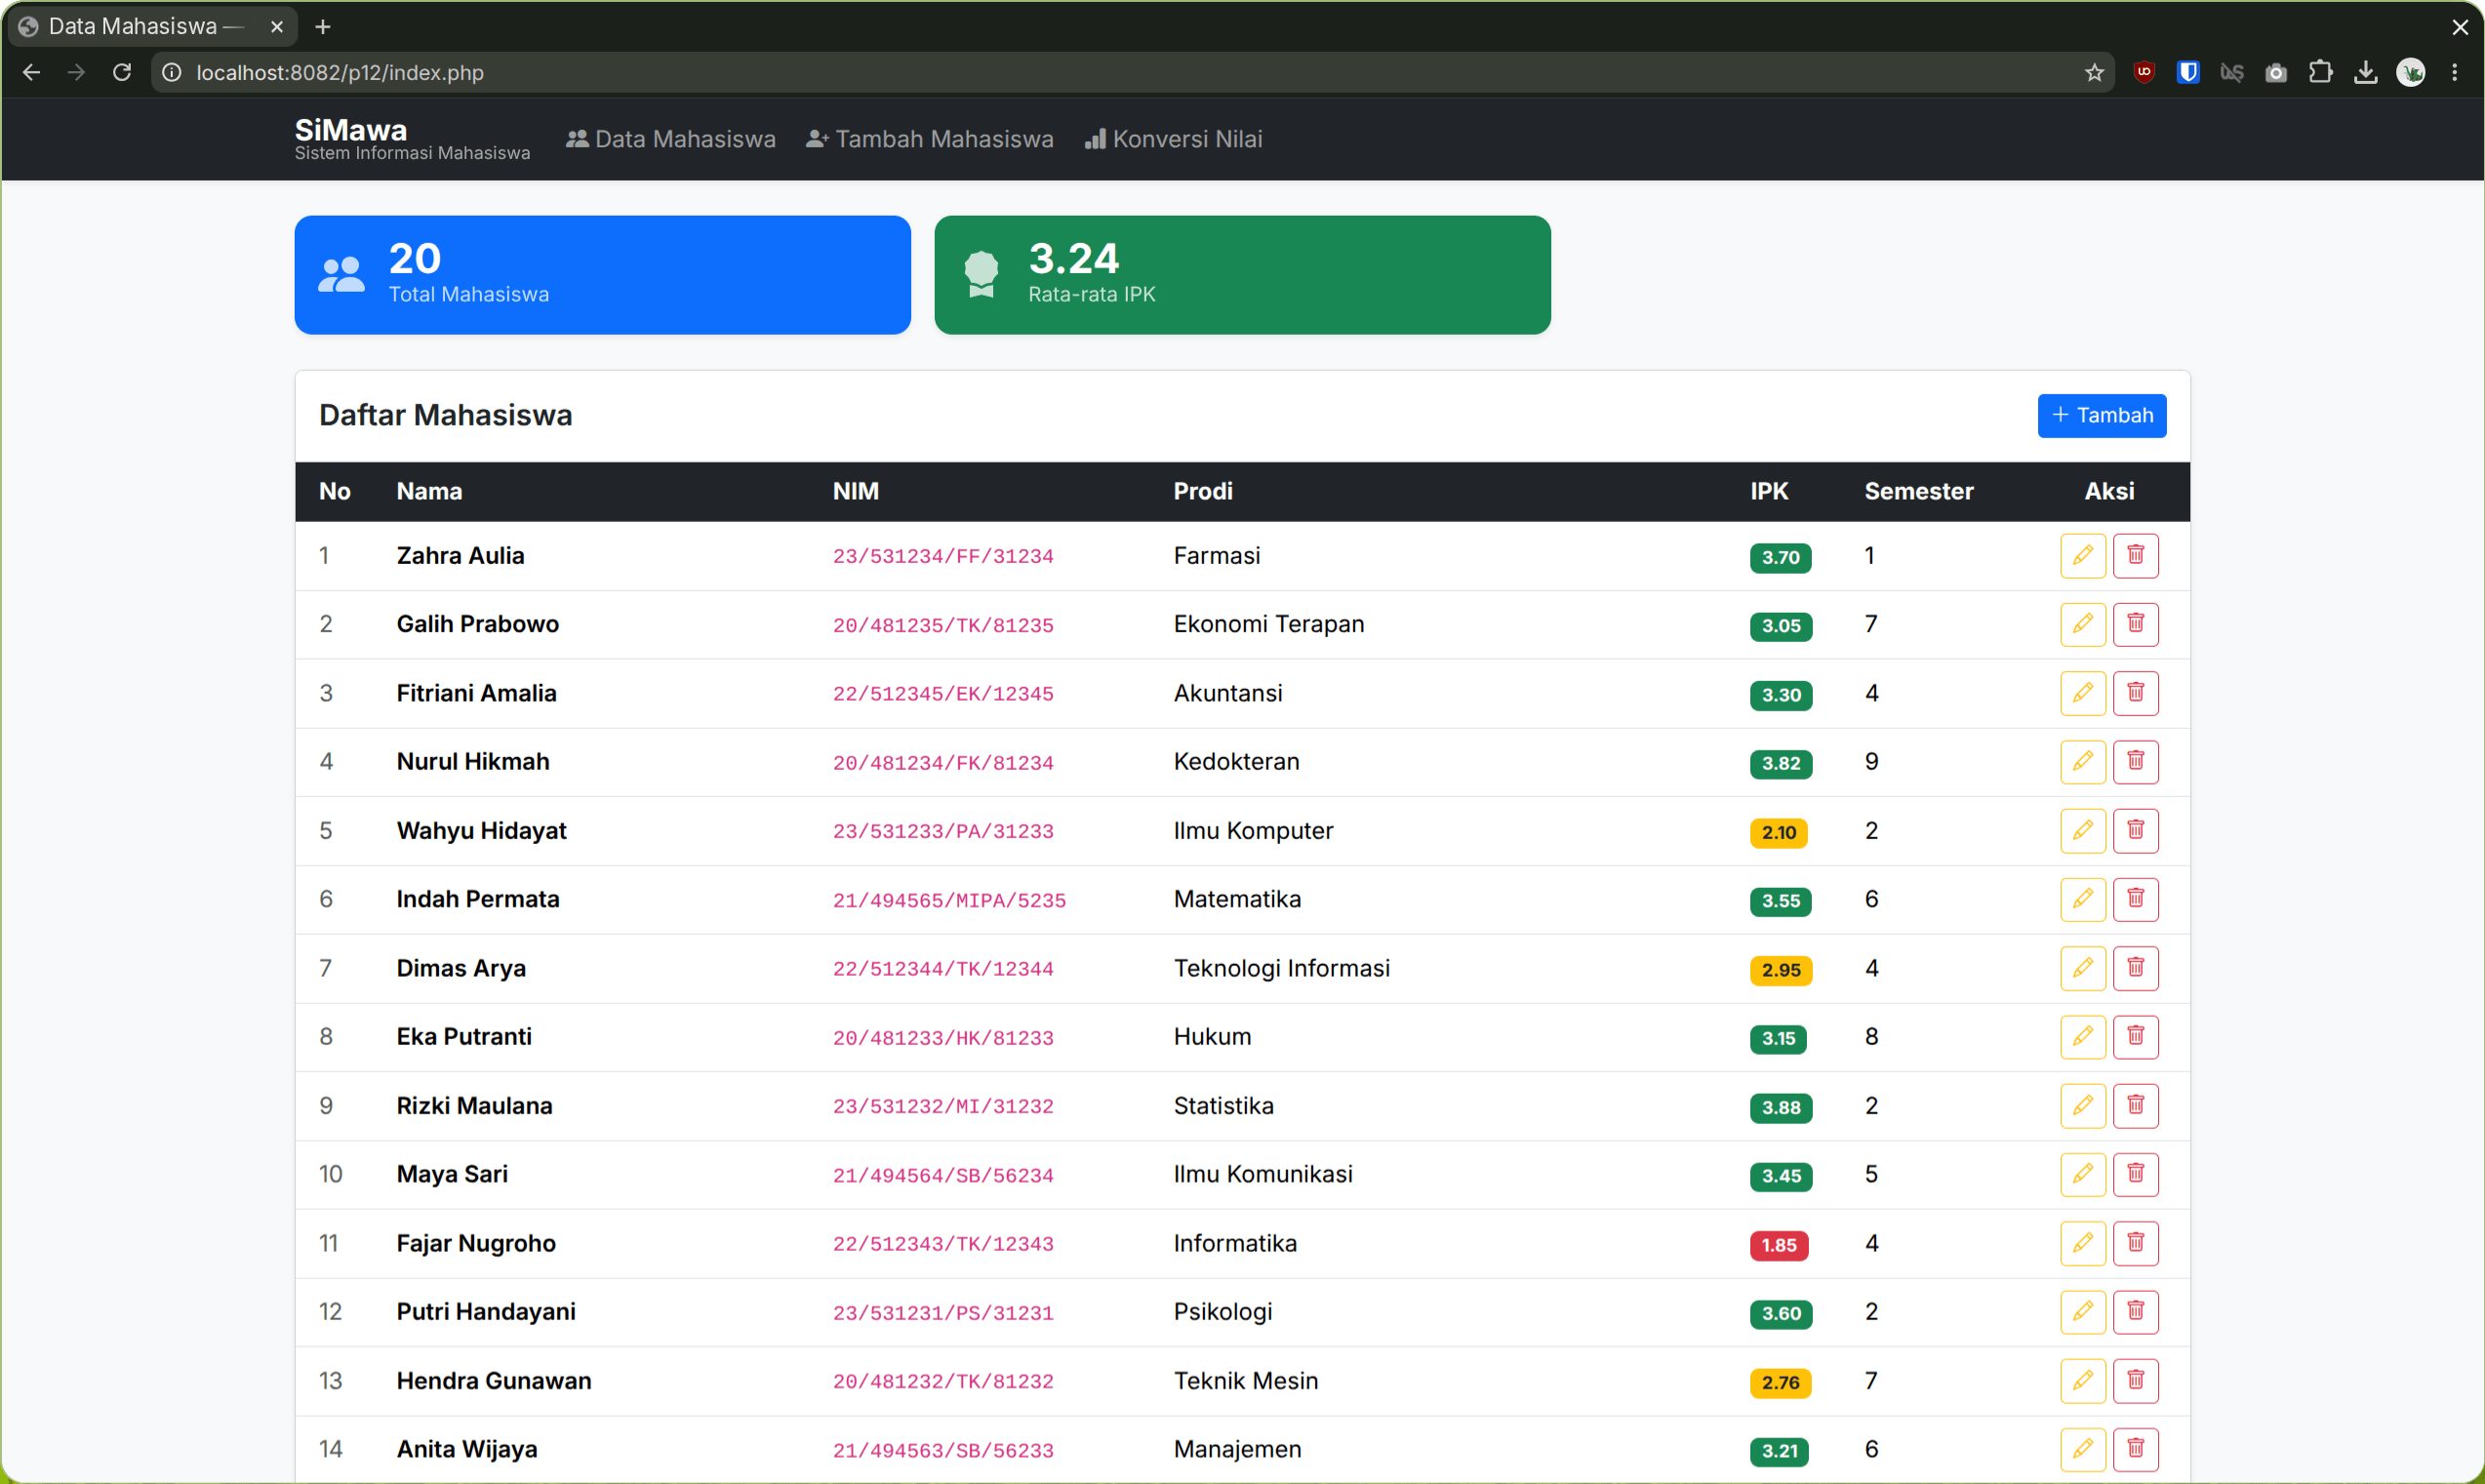 Data Mahasiswa —
localhost:8082/p12/index.php
SiMawa
Sistem Informasi Mahasiswa
Data Mahasiswa
Tambah Mahasiswa
Konversi Nilai
20
Total Mahasiswa
3.24
Rata-rata IPK
Daftar Mahasiswa
+ Tambah
No Nama NIM Prodi IPK Semester Aksi
1 Zahra Aulia 23/531234/FF/31234 Farmasi 3.70 1
2 Galih Prabowo 20/481235/TK/81235 Ekonomi Terapan 3.05 7
3 Fitriani Amalia 22/512345/EK/12345 Akuntansi 3.30 4
4 Nurul Hikmah 20/481234/FK/81234 Kedokteran 3.82 9
5 Wahyu Hidayat 23/531233/PA/31233 Ilmu Komputer 2.10 2
6 Indah Permata 21/494565/MIPA/5235 Matematika 3.55 6
7 Dimas Arya 22/512344/TK/12344 Teknologi Informasi 2.95 4
8 Eka Putranti 20/481233/HK/81233 Hukum 3.15 8
9 Rizki Maulana 23/531232/MI/31232 Statistika 3.88 2
10 Maya Sari 21/494564/SB/56234 Ilmu Komunikasi 3.45 5
11 Fajar Nugroho 22/512343/TK/12343 Informatika 1.85 4
12 Putri Handayani 23/531231/PS/31231 Psikologi 3.60 2
13 Hendra Gunawan 20/481232/TK/81232 Teknik Mesin 2.76 7
14 Anita Wijaya 21/494563/SB/56233 Manajemen 3.21 6